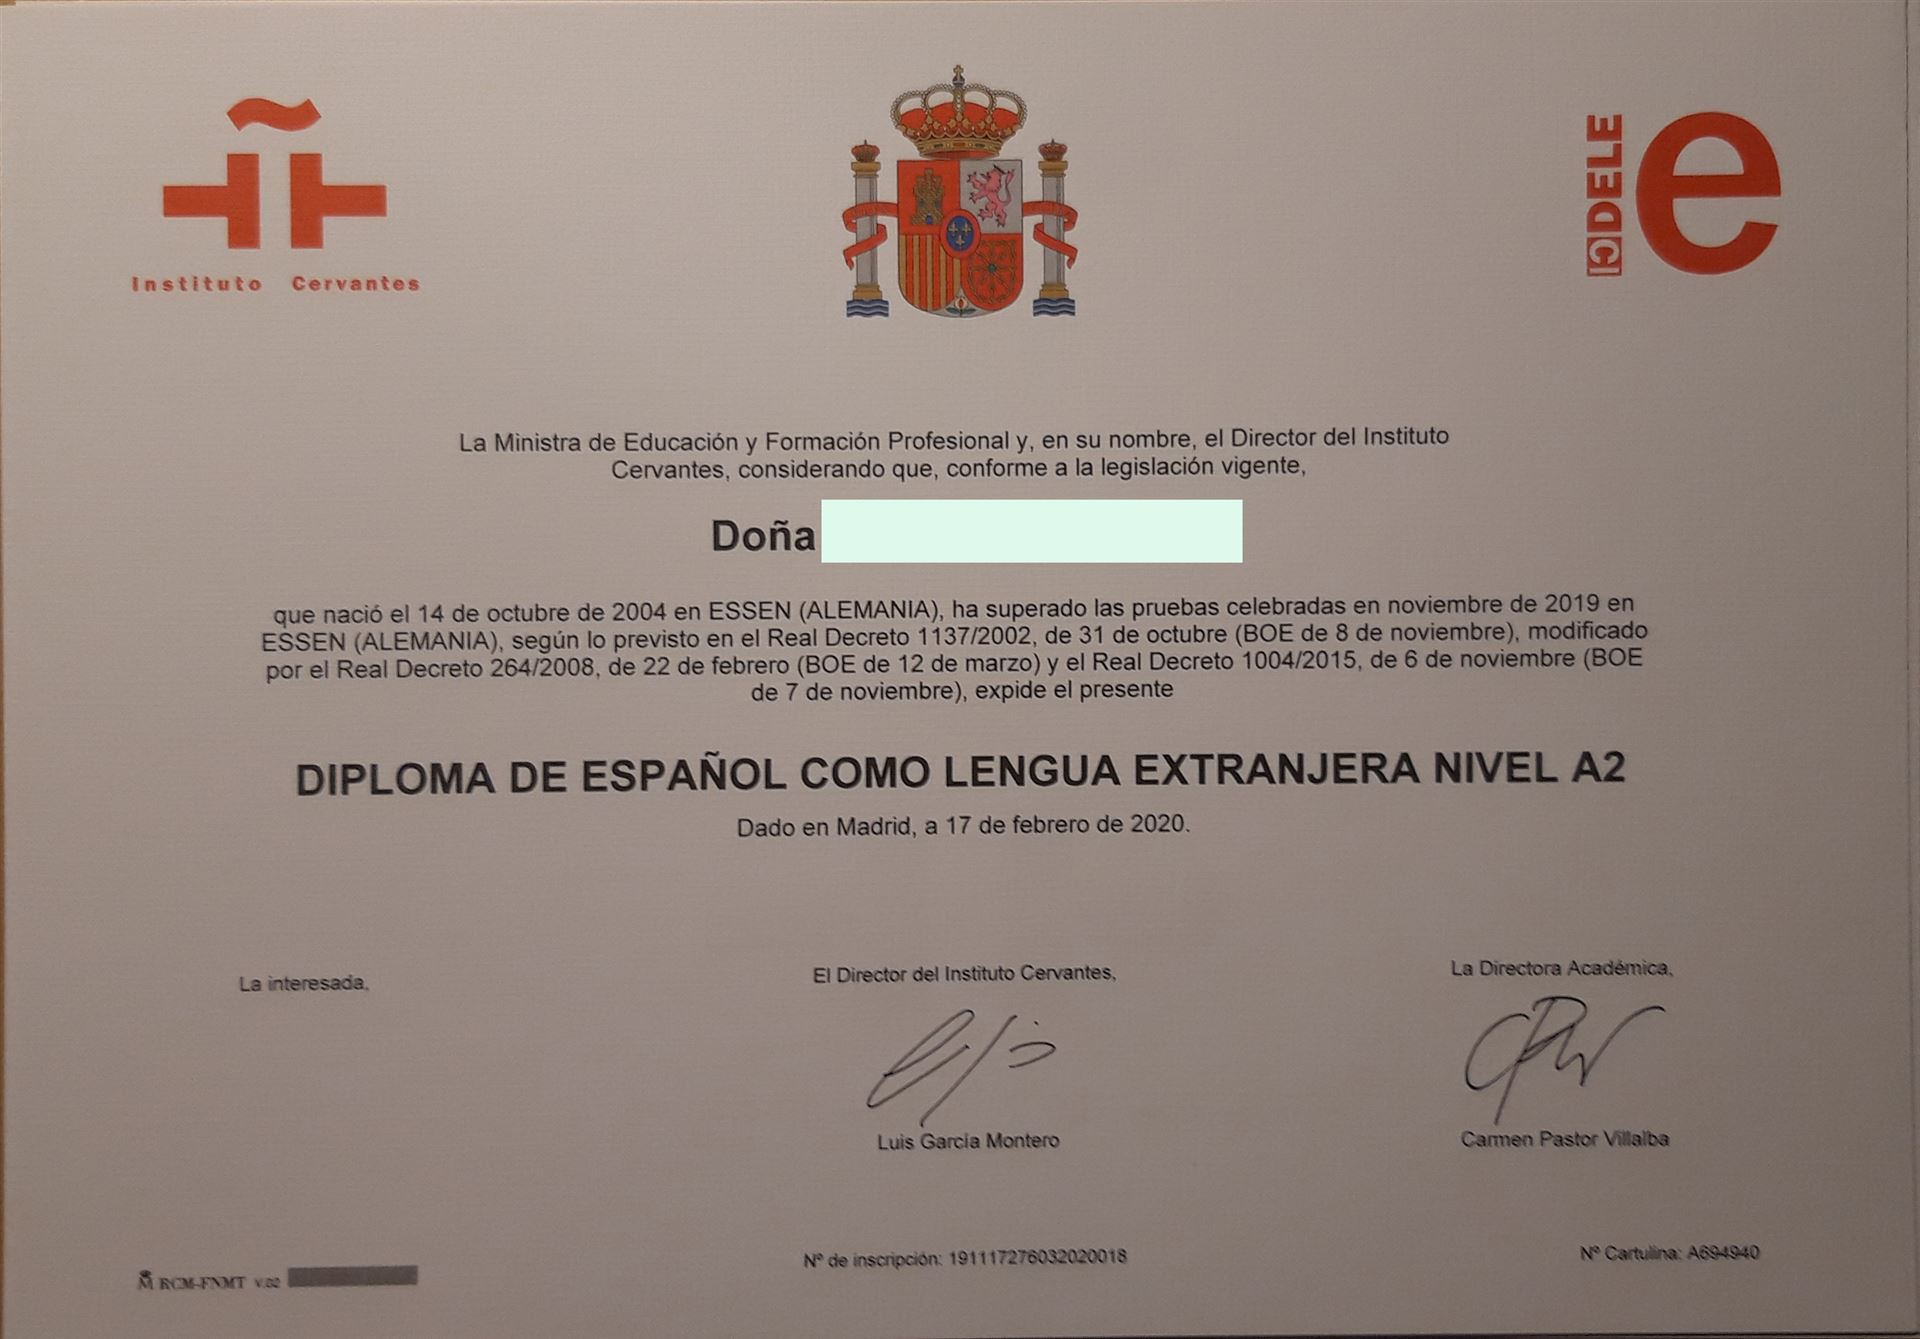 Instituto Cervantes
IC DELE
e
La Ministra de Educación y Formación Profesional y, en su nombre, el Director del Instituto
Cervantes, considerando que, conforme a la legislación vigente,
Doña
que nació el 14 de octubre de 2004 en ESSEN (ALEMANIA), ha superado las pruebas celebradas en noviembre de 2019 en
ESSEN (ALEMANIA), según lo previsto en el Real Decreto 1137/2002, de 31 de octubre (BOE de 8 de noviembre), modificado
por el Real Decreto 264/2008, de 22 de febrero (BOE de 12 de marzo) y el Real Decreto 1004/2015, de 6 de noviembre (BOE
de 7 de noviembre), expide el presente
DIPLOMA DE ESPAÑOL COMO LENGUA EXTRANJERA NIVEL A2
Dado en Madrid, a 17 de febrero de 2020.
La interesada,
El Director del Instituto Cervantes,
La Directora Académica,
Luis García Montero
Carmen Pastor Villalba
RCM-FNMT V.02
Nº de inscripción: 191117276032020018
Nº Cartulina: A694940